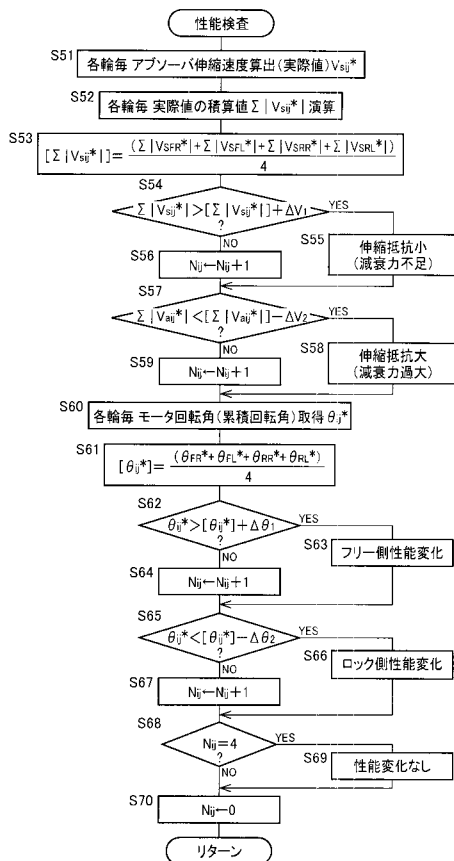 性能検査
S51
各輪毎 アブソーバ伸縮速度算出(実際値)Vsij*
S52
各輪毎 実際値の積算値Σ|Vsij*|演算
S53
[Σ|Vsij*|]=(Σ|VSFR*|+Σ|VSFL*|+Σ|VSRR*|+Σ|VSRL*|)
4
S54
Σ|Vsij*|>[Σ|Vsij*|]+ΔV1
?
YES
S55
伸縮抵抗小
(減衰力不足)
NO
S56
Nij←Nij+1
S57
Σ|Vaij*|<[Σ|Vaij*|]-ΔV2
?
YES
S58
伸縮抵抗大
(減衰力過大)
NO
S59
Nij←Nij+1
S60
各輪毎 モータ回転角(累積回転角)取得 θij*
S61
[θij*]=(θFR*+θFL*+θRR*+θRL*)
4
S62
θij*>[θij*]+Δθ1
?
YES
S63
フリー側性能変化
NO
S64
Nij←Nij+1
S65
θij*<[θij*]-Δθ2
?
YES
S66
ロック側性能変化
NO
S67
Nij←Nij+1
S68
Nij=4
?
YES
S69
性能変化なし
NO
S70
Nij←0
リターン